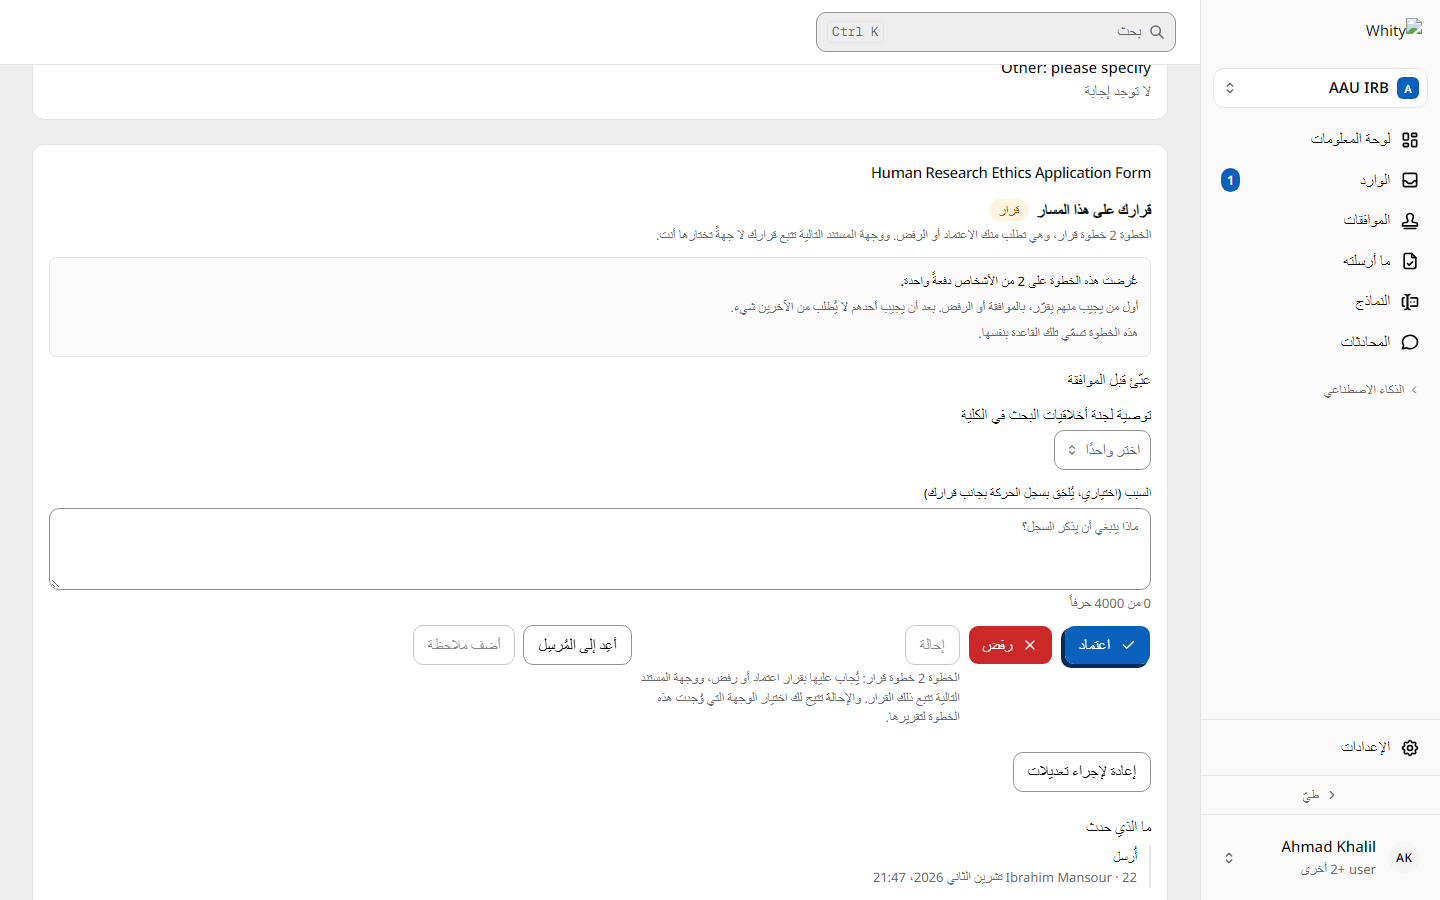 Whity
AAU IRB
A
لوحة المعلومات
الوارد
1
الموافقات
ما أرسلته
النماذج
المحادثات
الذكاء الاصطناعي
الإعدادات
طيّ
Ahmad Khalil
user +2 أخرى
AK
بحث
Ctrl K
Other: please specify
لا توجد إجابة
Human Research Ethics Application Form
قرارك على هذا المسار
قرار
الخطوة 2 خطوة قرار، وهي تطلب منك الاعتماد أو الرفض. ووجهة المستند التالية تتبع قرارك لا جهةً تختارها أنت.
عُرضت هذه الخطوة على 2 من الأشخاص دفعةً واحدة.
أول من يجيب منهم يقرّر، بالموافقة أو الرفض. بعد أن يجيب أحدهم لا يُطلب من الآخرين شيء.
هذه الخطوة تسمّي تلك القاعدة بنفسها.
عبّئ قبل الموافقة
توصية لجنة أخلاقيات البحث في الكلية
اختر واحدًا
السبب (اختياري، يُلحَق بسجل الحركة بجانب قرارك)
ماذا ينبغي أن يذكر السجل؟
0 من 4000 حرفاً
اعتماد
رفض
إحالة
أعِد إلى المُرسِل
أضف ملاحظة
الخطوة 2 خطوة قرار: يُجاب عليها بقرار اعتماد أو رفض، ووجهة المستند
التالية تتبع ذلك القرار. والإحالة تتيح لك اختيار الوجهة التي وُجدت هذه
الخطوة لتقريرها.
إعادة لإجراء تعديلات
ما الذي حدث
أُرسل
Ibrahim Mansour · 22 تشرين الثاني 2026، 21:47